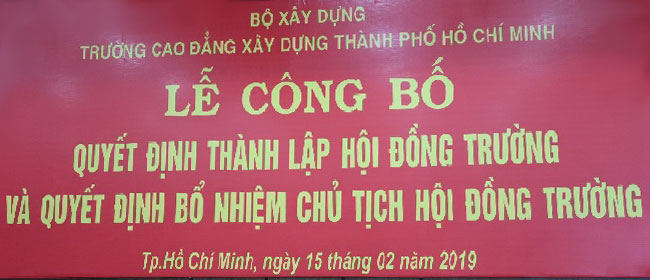 BỘ XÂY DỰNG
TRƯỜNG CAO ĐẲNG XÂY DỰNG THÀNH PHỐ HỒ CHÍ MINH
LỄ CÔNG BỐ
QUYẾT ĐỊNH THÀNH LẬP HỘI ĐỒNG TRƯỜNG
VÀ QUYẾT ĐỊNH BỔ NHIỆM CHỦ TỊCH HỘI ĐỒNG TRƯỜNG
Tp.Hồ Chí Minh, ngày 15 tháng 02 năm 2019